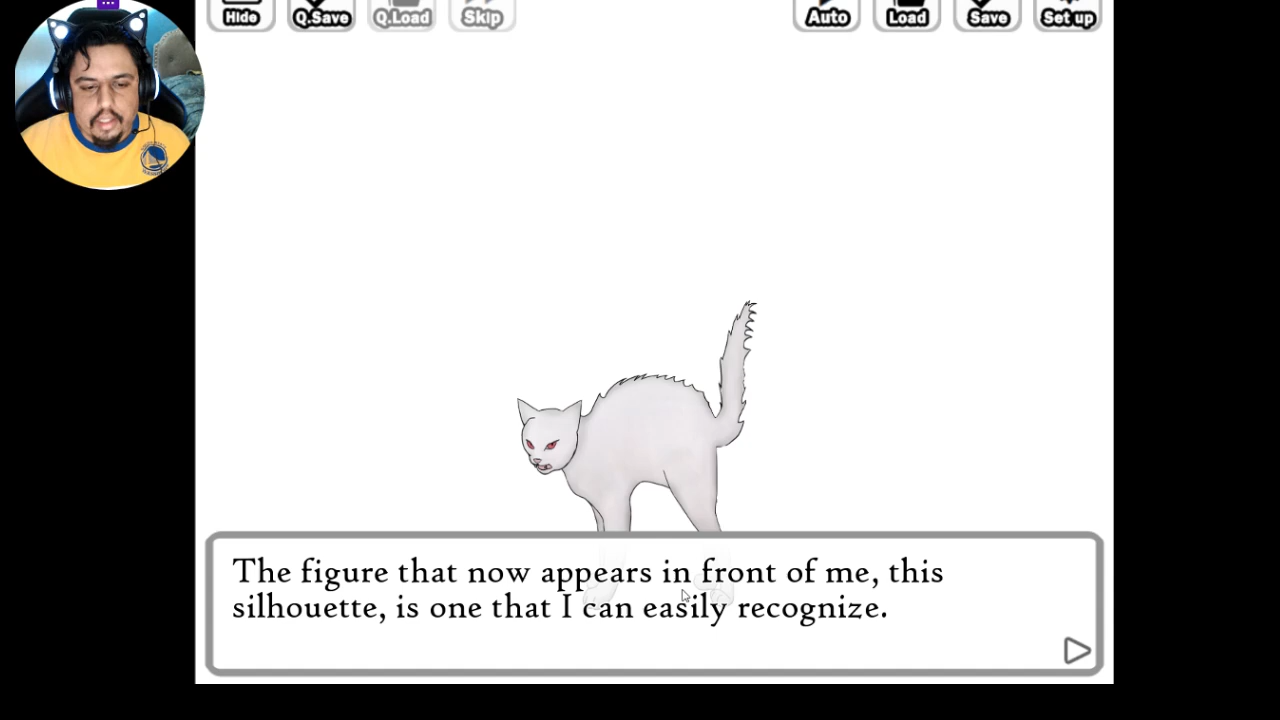 Hide Q.Save Q.Load Skip Auto Load Save Set up
The figure that now appears in front of me, this
silhouette, is one that I can easily recognize.